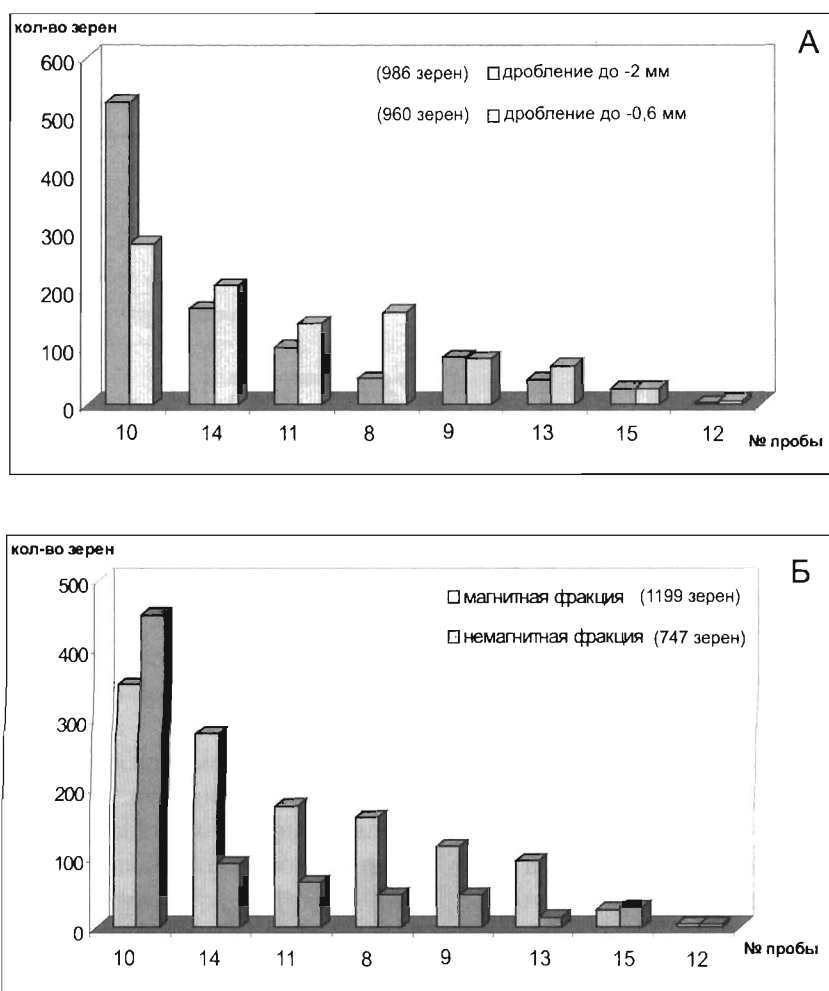 кол-во зерен
А
600
(986 зерен) дробление до -2 мм
500
(960 зерен) дробление до -0,6 мм
400
300
200
100
0
10 14 11 8 9 13 15 12
№ пробы
кол-во зерен
Б
500
магнитная фракция (1199 зерен)
немагнитная фракция (747 зерен)
400
300
200
100
0
10 14 11 8 9 13 15 12
№ пробы